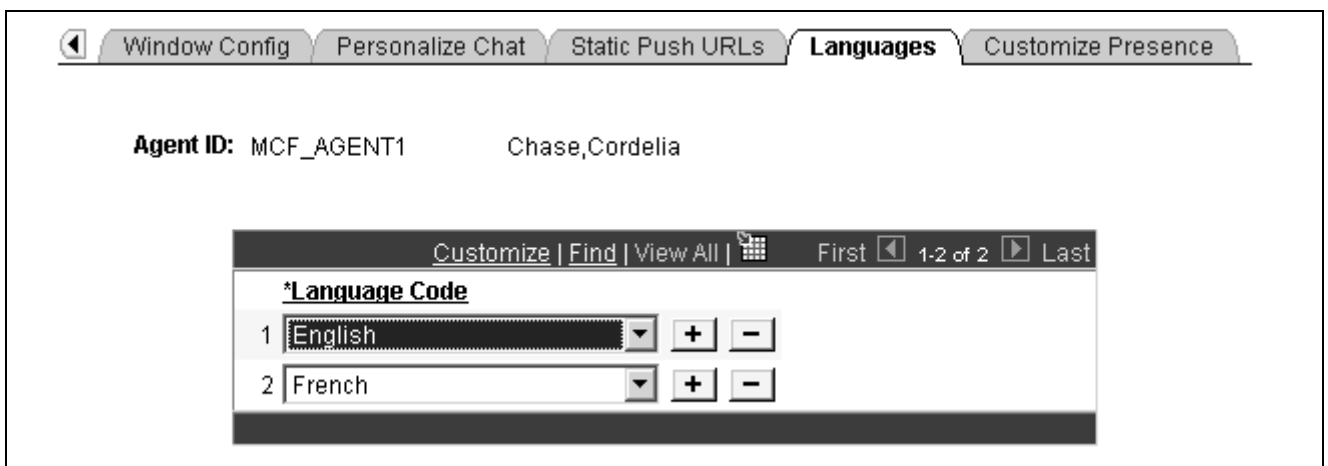 Window Config Personalize Chat Static Push URLs Languages Customize Presence
Agent ID: MCF_AGENT1 Chase,Cordelia
Customize | Find | View All | First 1-2 of 2 Last
*Language Code
1 English + -
2 French + -